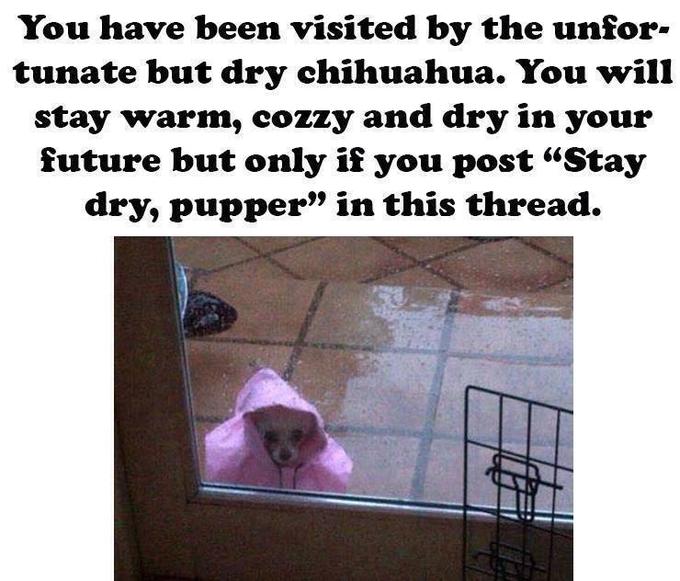 You have been visited by the unfor-
tunate but dry chihuahua. You will
stay warm, cozzy and dry in your
future but only if you post “Stay
dry, pupper” in this thread.